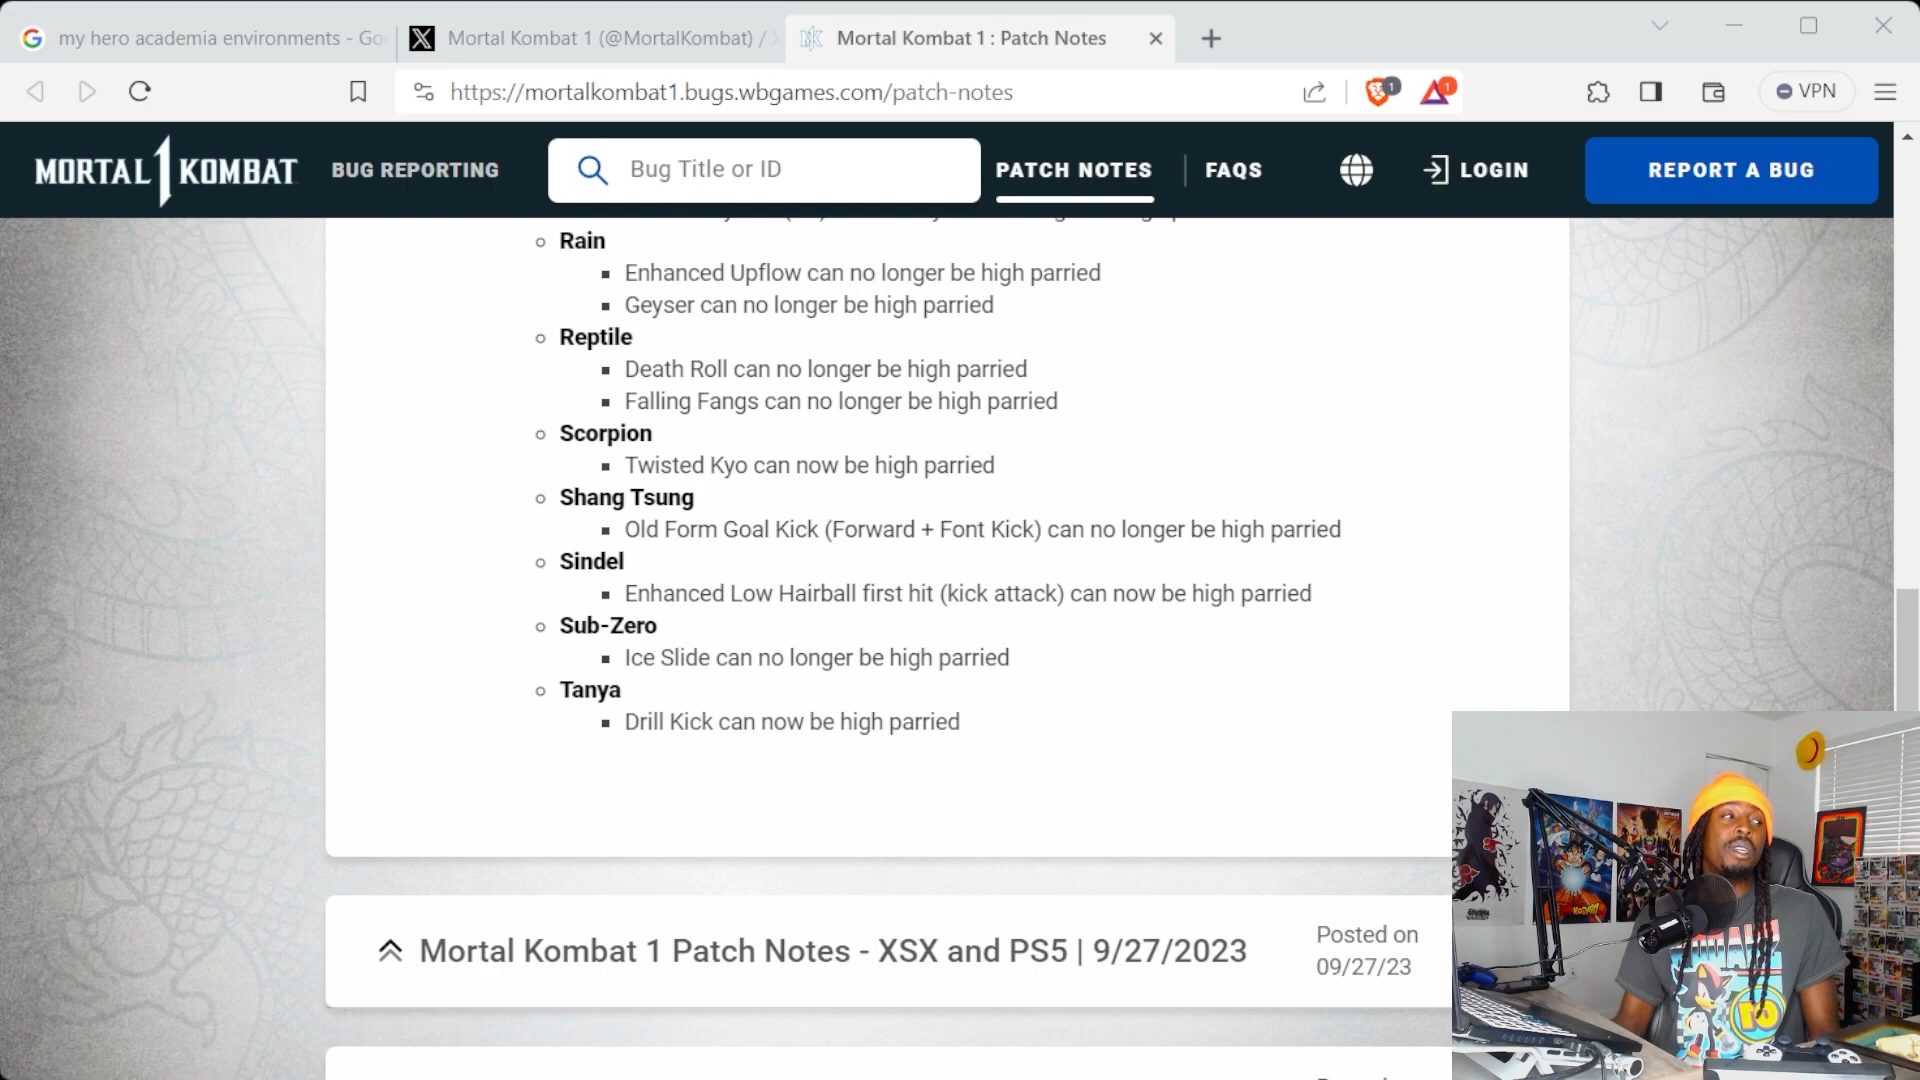 my hero academia environments - Go
Mortal Kombat 1 (@MortalKombat) /
Mortal Kombat 1 : Patch Notes
https://mortalkombat1.bugs.wbgames.com/patch-notes
1
1
VPN
MORTAL 1 KOMBAT
BUG REPORTING
Bug Title or ID
PATCH NOTES
FAQS
LOGIN
REPORT A BUG
Rain
Enhanced Upflow can no longer be high parried
Geyser can no longer be high parried
Reptile
Death Roll can no longer be high parried
Falling Fangs can no longer be high parried
Scorpion
Twisted Kyo can now be high parried
Shang Tsung
Old Form Goal Kick (Forward + Font Kick) can no longer be high parried
Sindel
Enhanced Low Hairball first hit (kick attack) can now be high parried
Sub-Zero
Ice Slide can no longer be high parried
Tanya
Drill Kick can now be high parried
Mortal Kombat 1 Patch Notes - XSX and PS5 | 9/27/2023
Posted on
09/27/23